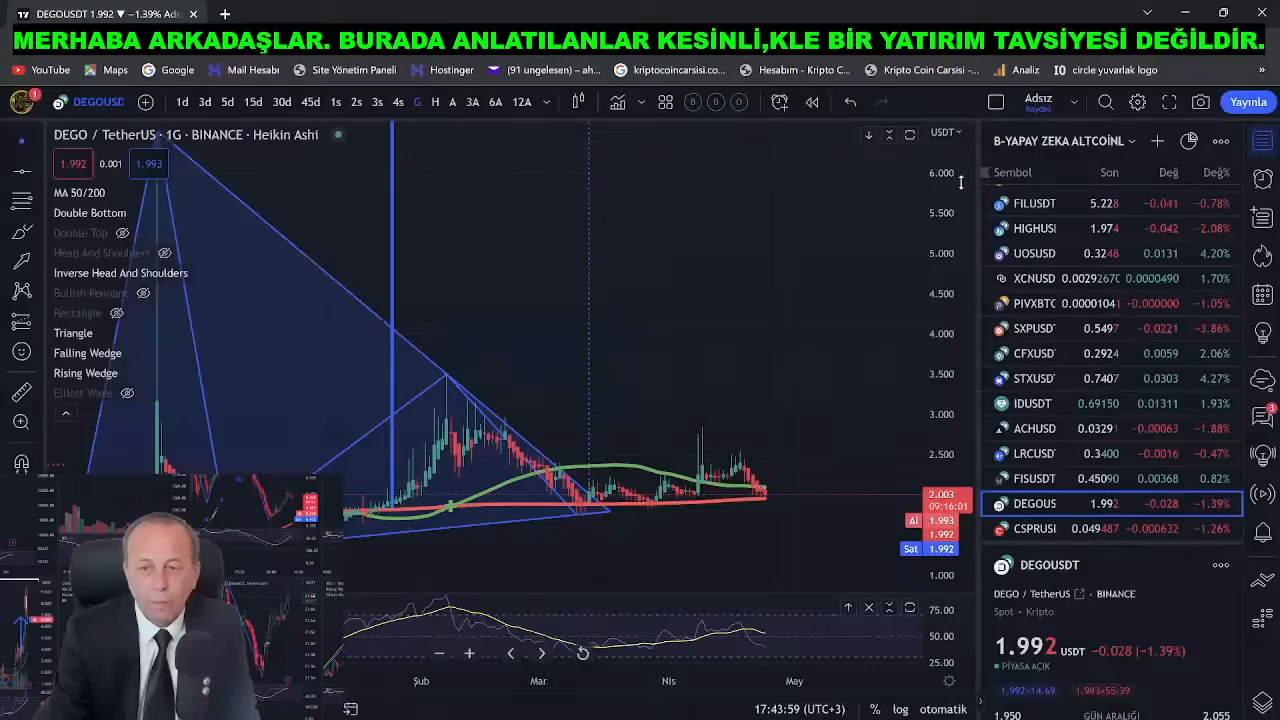 DEGOUSDT 1.992 ▼ −1.39% Ads
MERHABA ARKADAŞLAR. BURADA ANLATILANLAR KESİNLİ,KLE BİR YATIRIM TAVSİYESİ DEĞİLDİR.
YouTube Maps Google Mail Hesabı Site Yönetim Paneli Hostinger (91 ungelesen) – ah... kriptocoincarsisi.co... Hesabım - Kripto C... Kripto Coin Carsisi -... Analiz circle yuvarlak logo »
1 DEGOUSD 1d 3d 5d 15d 30d 45d 1s 2s 3s 4s G H A 3A 6A 12A B D O Adsız Kaydet Yayınla
DEGO / TetherUS · 1G · BINANCE · Heikin Ashi
1.992 0.001 1.993
MA 50/200
Double Bottom
Double Top
Head And Shoulders
Inverse Head And Shoulders
Bullish Pennant
Rectangle
Triangle
Falling Wedge
Rising Wedge
Elliott Wave
USDT
6.000
5.500
5.000
4.500
4.000
3.500
3.000
2.500
2.003
09:16:01
Al 1.993
1.992
Sat 1.992
1.000
75.00
50.00
25.00
Şub Mar Nis May
17:43:59 (UTC+3) % log otomatik
B-YAPAY ZEKA ALTCOİNL
Sembol Son Değ Değ%
FILUSDT 5.228 −0.041 −0.78%
HIGHUSI 1.974 −0.042 −2.08%
UOSUSD 0.3248 0.0131 4.20%
XCNUSD 0.0029267( 0.0000490 1.70%
PIVXBTC 0.0000104 −0.000000 −1.05%
SXPUSD 0.5497 −0.0221 −3.86%
CFXUSD 0.2924 0.0059 2.06%
STXUSD 0.7407 0.0303 4.27%
IDUSDT 0.69150 0.01311 1.93%
ACHUSD 0.0329 −0.00063 −1.88%
LRCUSD 0.3400 −0.0016 −0.47%
FISUSDT 0.4509 0.00368 0.82%
DEGOUS 1.992 −0.028 −1.39%
CSPRUSI 0.049487 −0.000632 −1.26%
DEGOUSDT
DEGO / TetherUS BINANCE
Spot • Kripto
1.992 USDT −0.028 (−1.39%)
PİYASA AÇIK
1.992×14.69 1.993×55.39
1.950 GÜN ARALIĞI 2.055
3